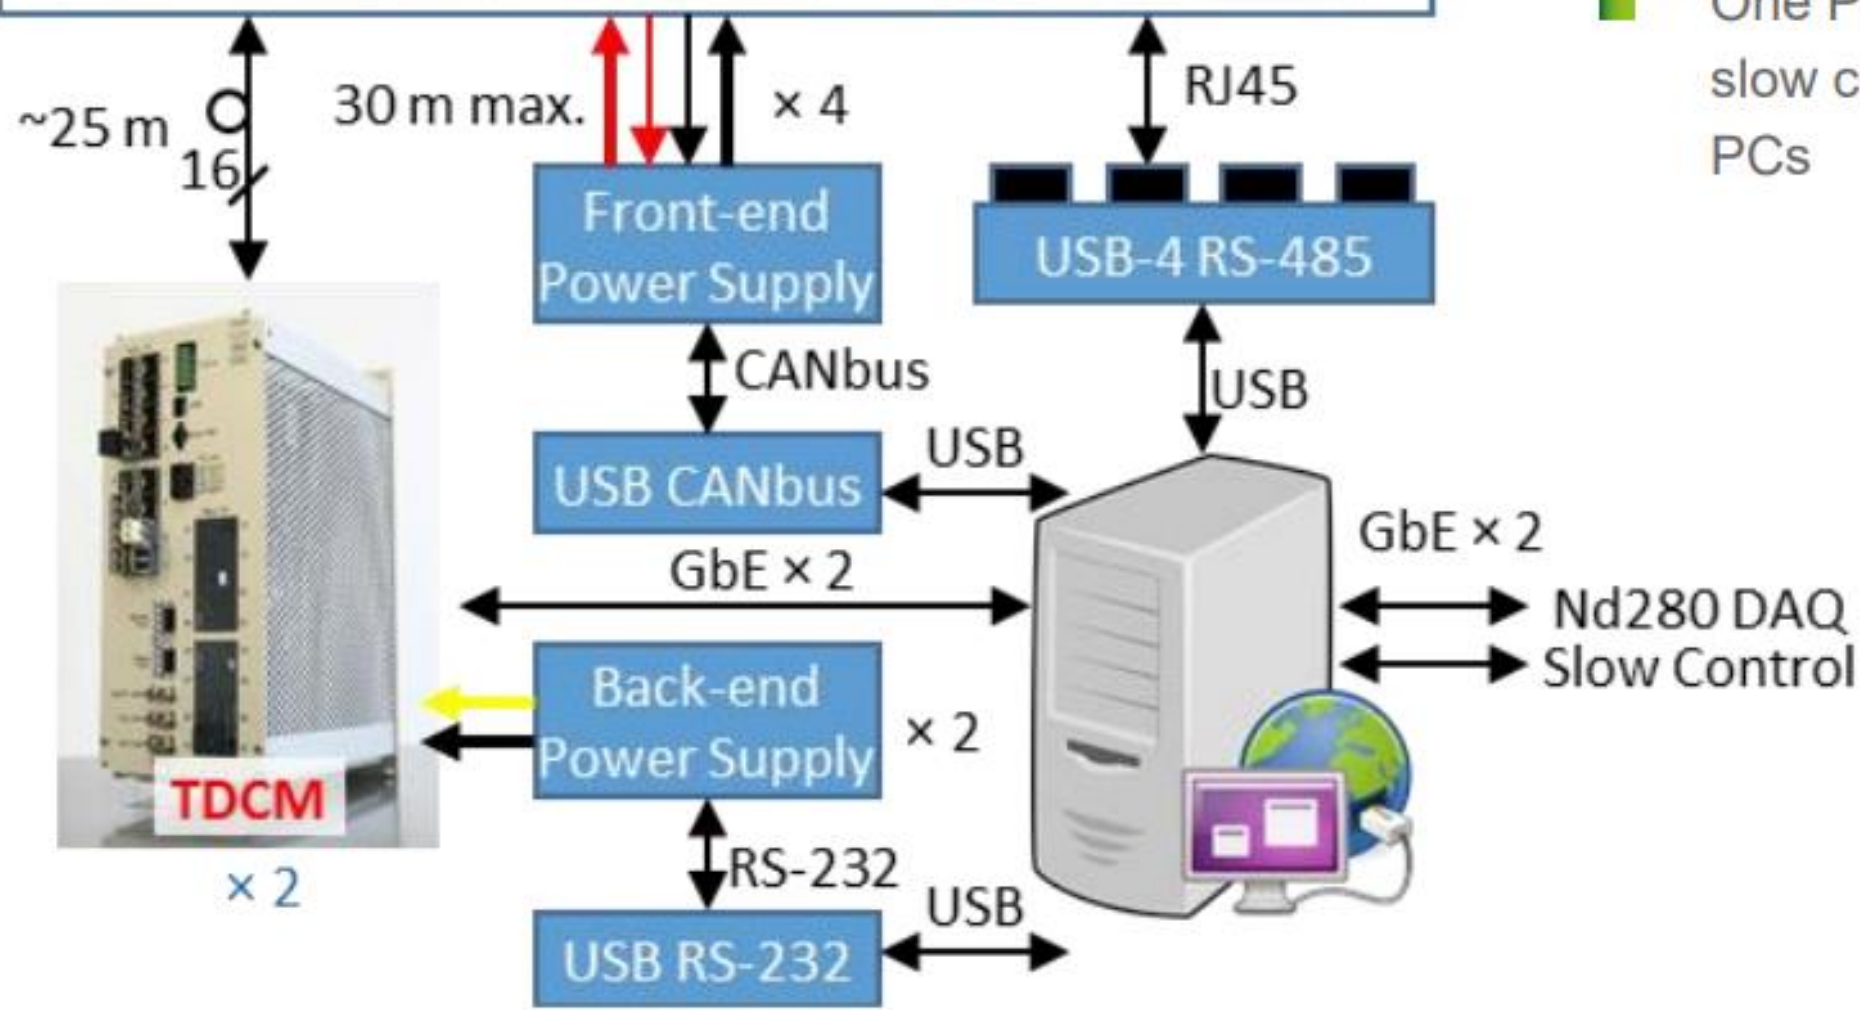 One P
slow c
PCs
~25 m
16
30 m max.
× 4
RJ45
Front-end
Power Supply
USB-4 RS-485
CANbus
USB
USB CANbus
USB
GbE × 2
GbE × 2
Nd280 DAQ
Slow Control
Back-end
Power Supply
× 2
TDCM
× 2
RS-232
USB RS-232
USB